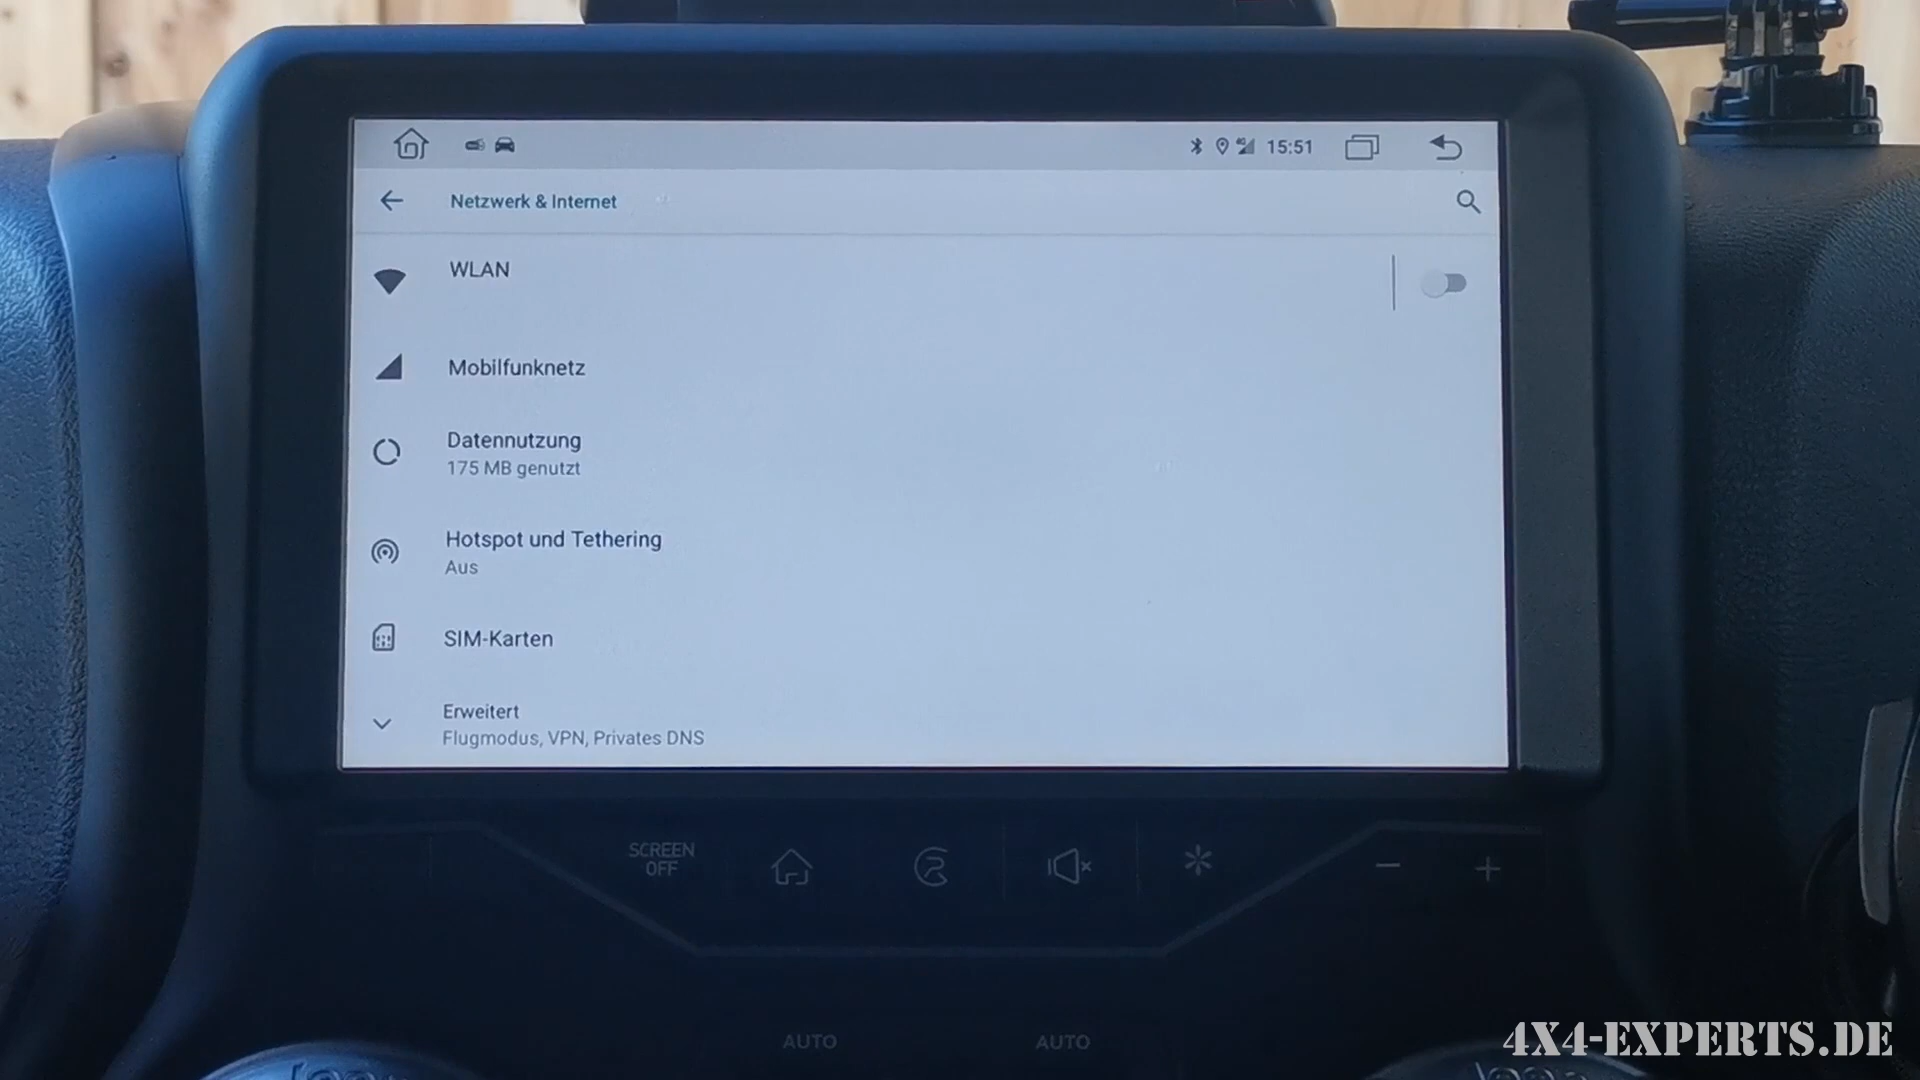 15:51
Netzwerk & Internet
WLAN
Mobilfunknetz
Datennutzung
175 MB genutzt
Hotspot und Tethering
Aus
SIM-Karten
Erweitert
Flugmodus, VPN, Privates DNS
SCREEN
OFF
AUTO AUTO
4X4-EXPERTS.DE